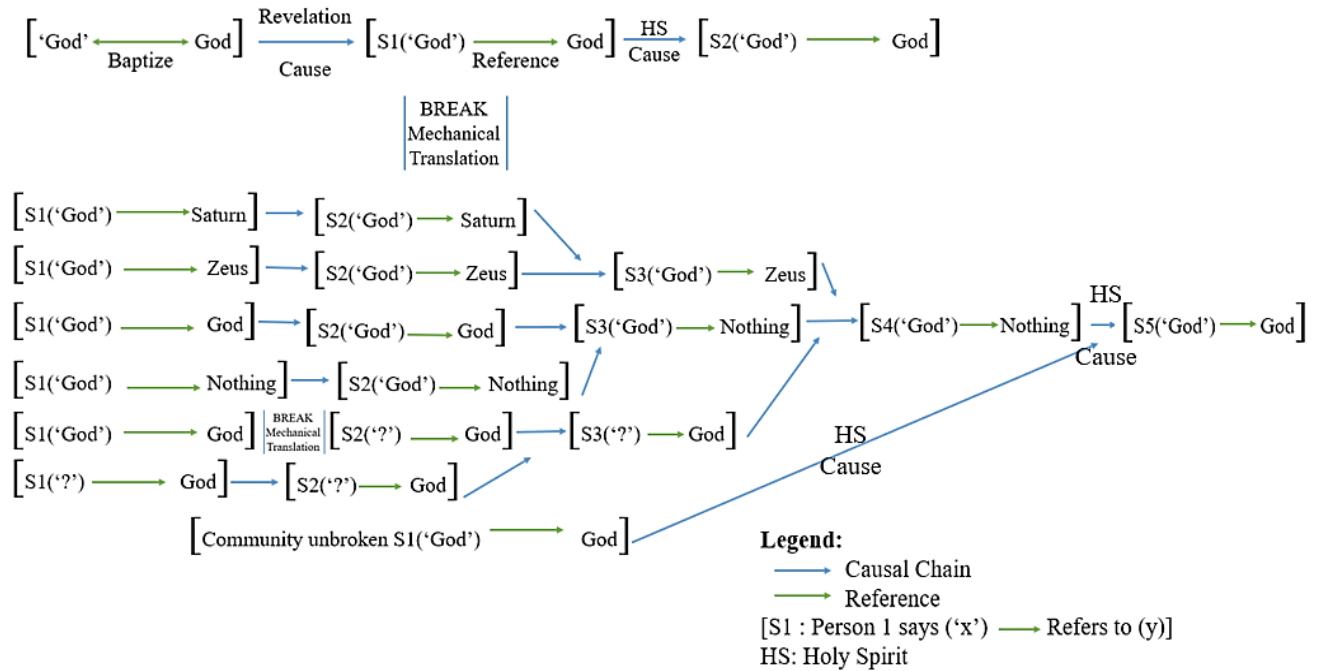 Revelation
[‘God’ God] [S1(‘God’) God] HS [S2(‘God’) God]
Baptize Cause Reference Cause
BREAK
Mechanical
Translation
[S1(‘God’) Saturn] [S2(‘God’) Saturn]
[S1(‘God’) Zeus] [S2(‘God’) Zeus] [S3(‘God’) Zeus]
[S1(‘God’) God] [S2(‘God’) God] [S3(‘God’) Nothing] [S4(‘God’) Nothing] HS [S5(‘God’) God]
Cause
[S1(‘God’) Nothing] [S2(‘God’) Nothing]
[S1(‘God’) God] BREAK Mechanical Translation [S2(‘?’) God] [S3(‘?’) God]
HS
Cause
[S1(‘?’) God] [S2(‘?’) God]
[Community unbroken S1(‘God’) God]
Legend:
Causal Chain
Reference
[S1 : Person 1 says (‘x’) Refers to (y)]
HS: Holy Spirit